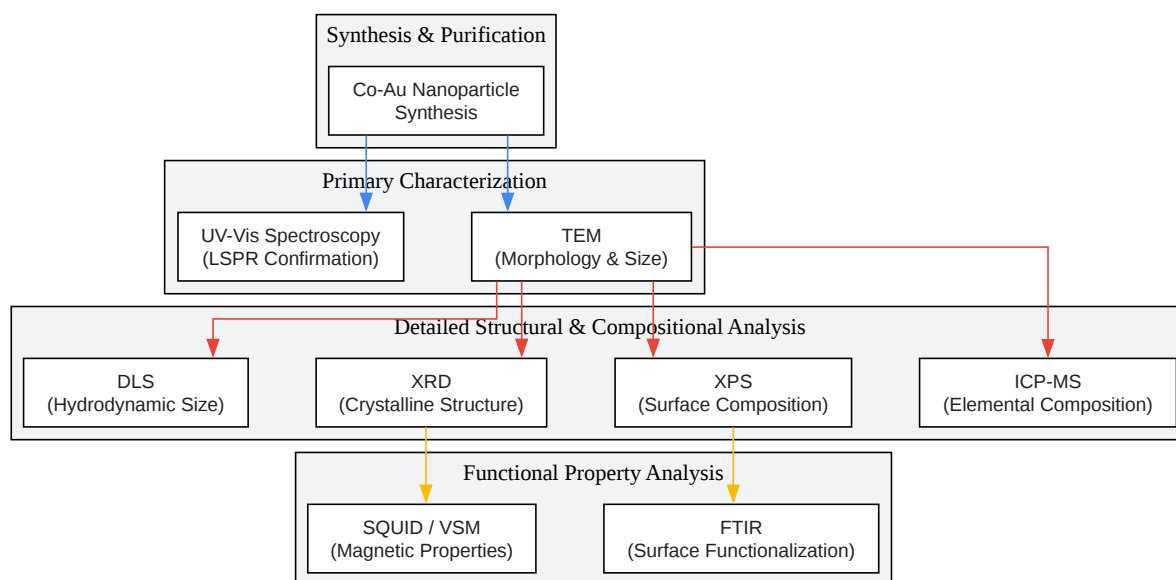 Synthesis & Purification
Co-Au Nanoparticle
Synthesis
Primary Characterization
UV-Vis Spectroscopy
(LSPR Confirmation)
TEM
(Morphology & Size)
Detailed Structural & Compositional Analysis
DLS
(Hydrodynamic Size)
XRD
(Crystalline Structure)
XPS
(Surface Composition)
ICP-MS
(Elemental Composition)
Functional Property Analysis
SQUID / VSM
(Magnetic Properties)
FTIR
(Surface Functionalization)